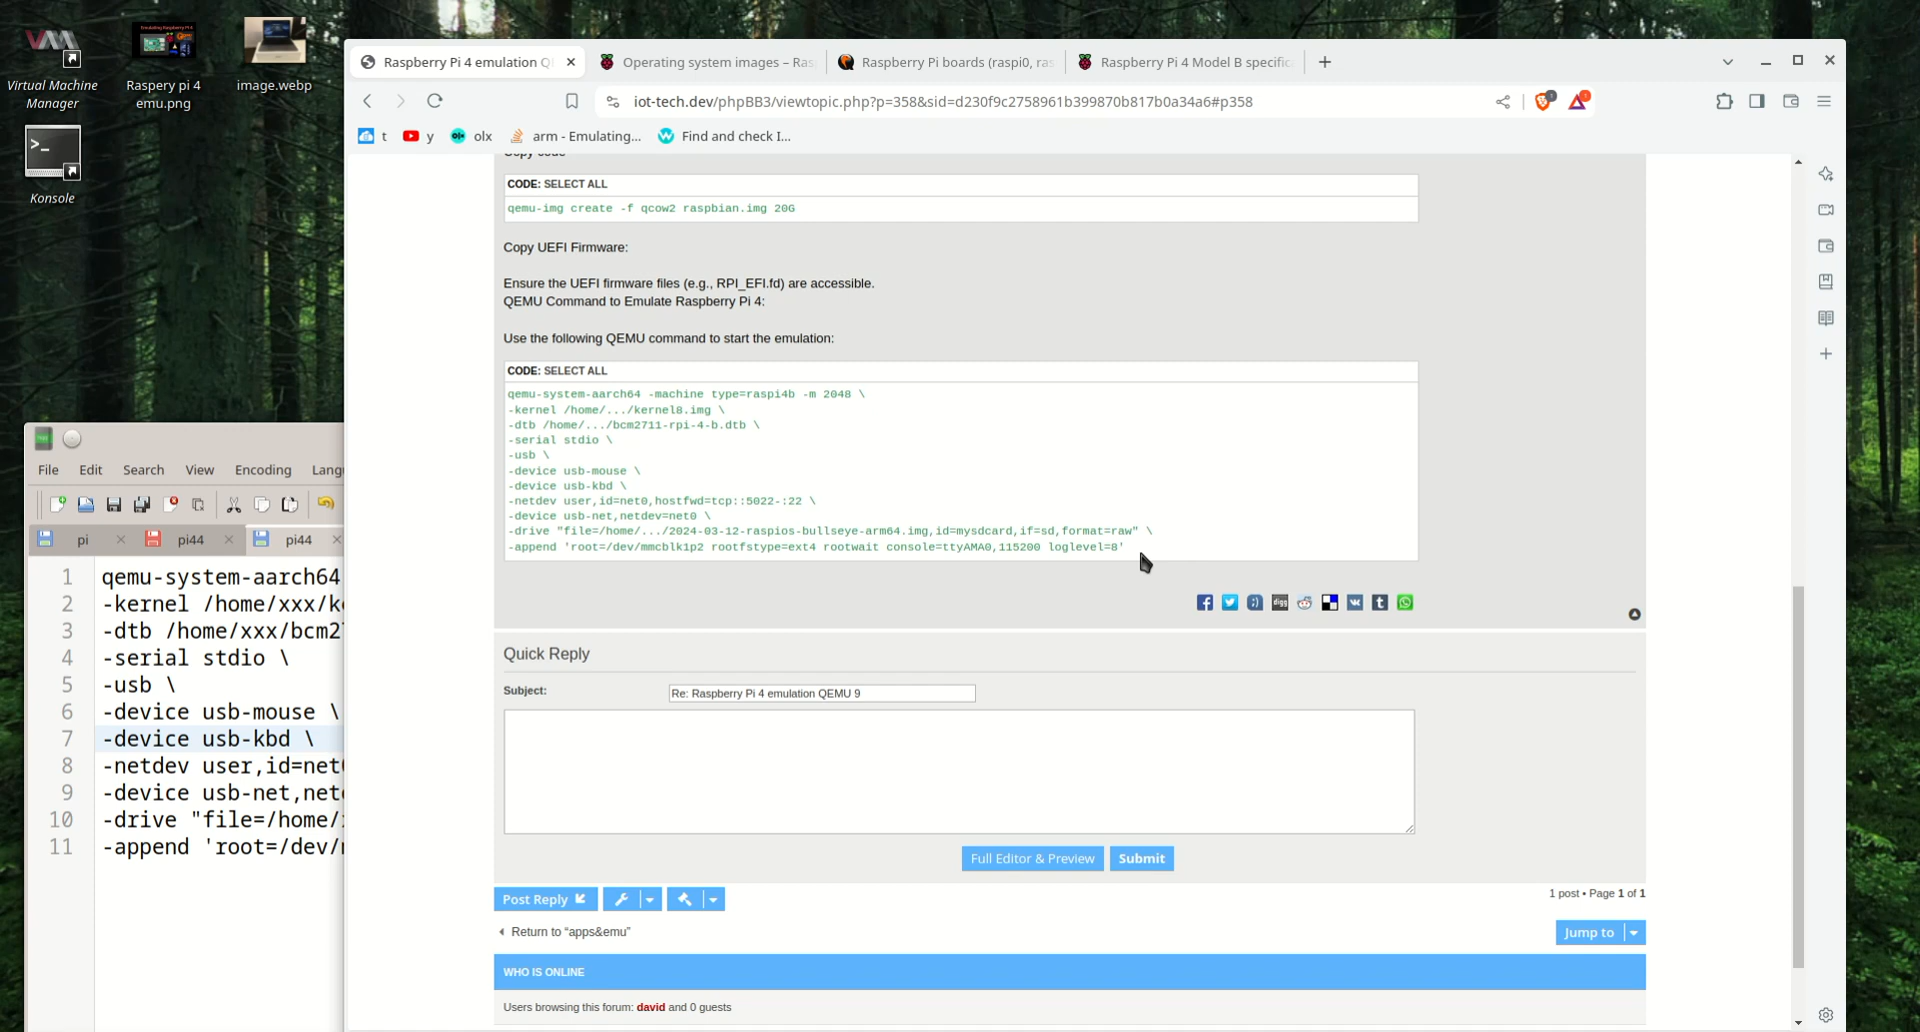 Virtual Machine
Manager
Raspery pi 4
emu.png
image.webp
Konsole
Raspberry Pi 4 emulation Q
Operating system images – Ras
Raspberry Pi boards (raspi0, ras
Raspberry Pi 4 Model B specific
iot-tech.dev/phpBB3/viewtopic.php?p=358&sid=d230f9c2758961b399870b817b0a34a6#p358
t
y
olx
arm - Emulating...
Find and check I...
Copy code
CODE: SELECT ALL
qemu-img create -f qcow2 raspbian.img 20G
Copy UEFI Firmware:
Ensure the UEFI firmware files (e.g., RPI_EFI.fd) are accessible.
QEMU Command to Emulate Raspberry Pi 4:
Use the following QEMU command to start the emulation:
CODE: SELECT ALL
qemu-system-aarch64 -machine type=raspi4b -m 2048 \
-kernel /home/.../kernel8.img \
-dtb /home/.../bcm2711-rpi-4-b.dtb \
-serial stdio \
-usb \
-device usb-mouse \
-device usb-kbd \
-netdev user,id=net0,hostfwd=tcp::5022-:22 \
-device usb-net,netdev=net0 \
-drive "file=/home/.../2024-03-12-raspios-bullseye-arm64.img,id=mysdcard,if=sd,format=raw" \
-append 'root=/dev/mmcblk1p2 rootfstype=ext4 rootwait console=ttyAMA0,115200 loglevel=8'
Quick Reply
Subject:
Re: Raspberry Pi 4 emulation QEMU 9
Full Editor & Preview
Submit
Post Reply
1 post • Page 1 of 1
Return to “apps&emu”
Jump to
WHO IS ONLINE
Users browsing this forum: david and 0 guests
File Edit Search View Encoding Langu
pi
pi44
pi44
1 qemu-system-aarch64
2 -kernel /home/xxx/ke
3 -dtb /home/xxx/bcm27
4 -serial stdio \
5 -usb \
6 -device usb-mouse \
7 -device usb-kbd \
8 -netdev user,id=net0
9 -device usb-net,nete
10 -drive "file=/home/x
11 -append 'root=/dev/m